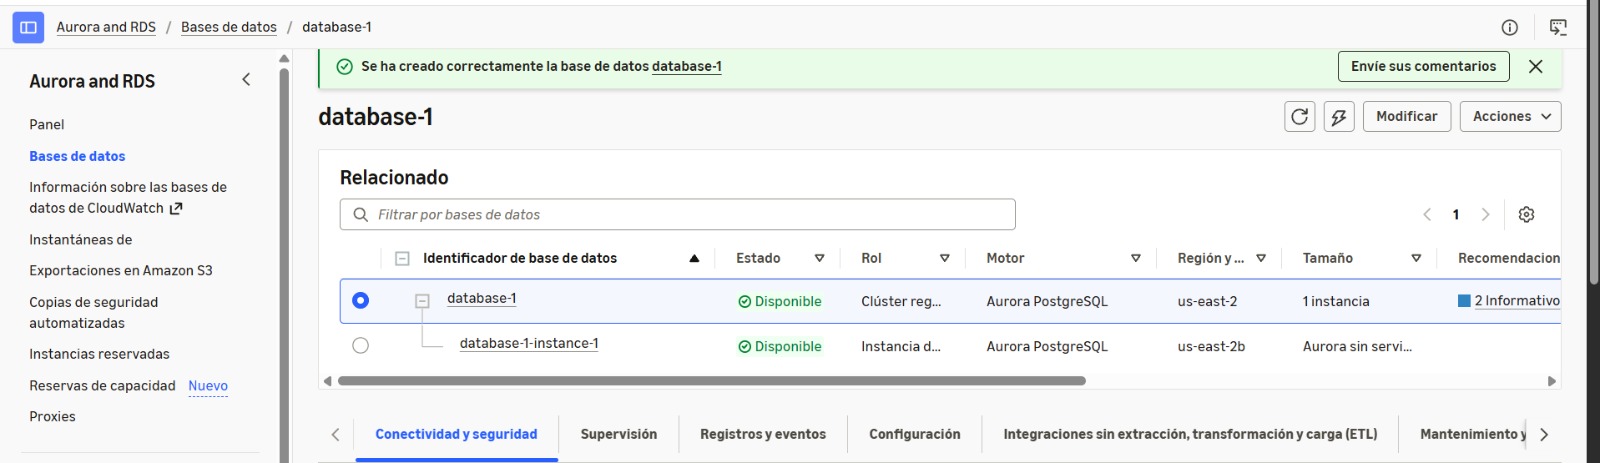 Aurora and RDS / Bases de datos / database-1
Aurora and RDS
Panel
Bases de datos
Información sobre las bases de
datos de CloudWatch
Instantáneas de
Exportaciones en Amazon S3
Copias de seguridad
automatizadas
Instancias reservadas
Reservas de capacidad Nuevo
Proxies
Se ha creado correctamente la base de datos database-1
Envíe sus comentarios
database-1
Modificar
Acciones
Relacionado
Filtrar por bases de datos
1
Identificador de base de datos Estado Rol Motor Región y ... Tamaño Recomendacion
database-1 Disponible Clúster reg... Aurora PostgreSQL us-east-2 1 instancia 2 Informativo
database-1-instance-1 Disponible Instancia d... Aurora PostgreSQL us-east-2b Aurora sin servi...
Conectividad y seguridad Supervisión Registros y eventos Configuración Integraciones sin extracción, transformación y carga (ETL) Mantenimiento y